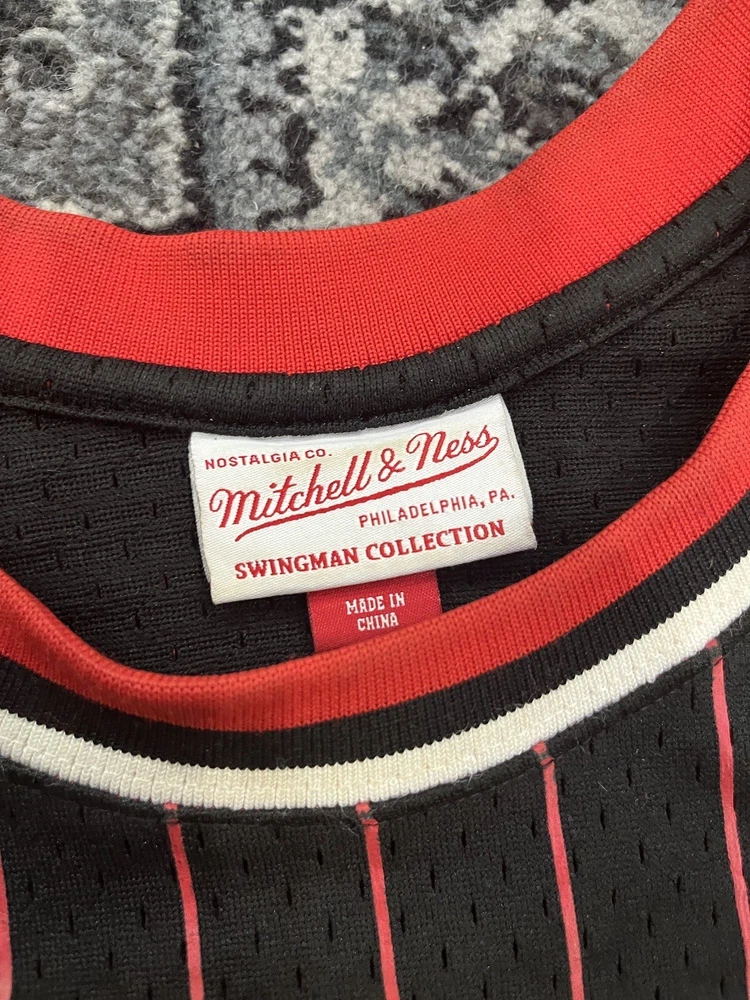 NOSTALGIA CO.
Mitchell & Ness
PHILADELPHIA, PA.
SWINGMAN COLLECTION
MADE IN
CHINA